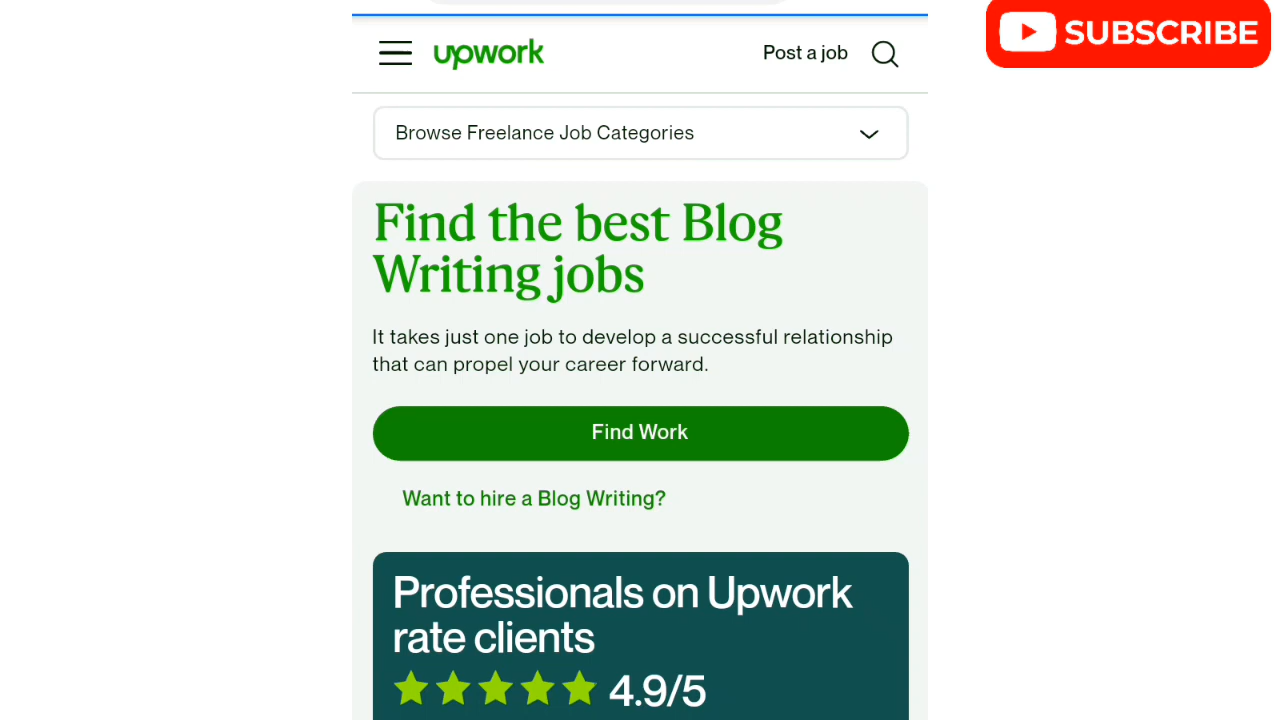 upwork
Post a job
SUBSCRIBE
Browse Freelance Job Categories
Find the best Blog
Writing jobs
It takes just one job to develop a successful relationship
that can propel your career forward.
Find Work
Want to hire a Blog Writing?
Professionals on Upwork
rate clients
4.9/5